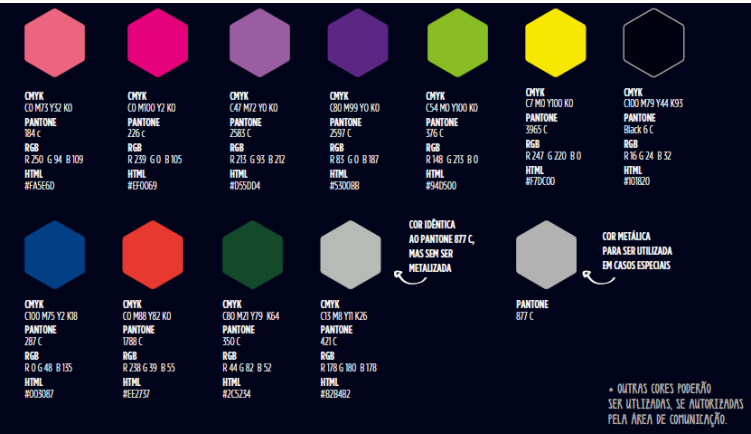 CMYK
C0 M73 Y32 K0
PANTONE
184 c
RGB
R 250 G 94 B 109
HTML
#FA5E6D
CMYK
C0 M100 Y2 K0
PANTONE
226 c
RGB
R 239 G 0 B 105
HTML
#EF0069
CMYK
C47 M72 Y0 K0
PANTONE
2583 C
RGB
R 213 G 93 B 212
HTML
#D55DD4
CMYK
C80 M99 Y0 K0
PANTONE
2597 C
RGB
R 83 G 0 B 187
HTML
#5300BB
CMYK
C54 M0 Y100 K0
PANTONE
376 C
RGB
R 148 G 213 B 0
HTML
#94D500
CMYK
C7 M0 Y100 K0
PANTONE
3965 C
RGB
R 247 G 220 B 0
HTML
#F7DC00
CMYK
C100 M79 Y44 K93
PANTONE
Black 6 C
RGB
R 16 G 24 B 32
HTML
#101820
CMYK
C100 M75 Y2 K18
PANTONE
287 C
RGB
R 0 G 48 B 135
HTML
#003087
CMYK
C0 M88 Y82 K0
PANTONE
1788 C
RGB
R 238 G 39 B 55
HTML
#EE2737
CMYK
C80 M21 Y79 K64
PANTONE
350 C
RGB
R 44 G 82 B 52
HTML
#2C5234
CMYK
C13 M8 Y11 K26
PANTONE
421 C
RGB
R 178 G 180 B 178
HTML
#B2B4B2
COR IDÊNTICA
AO PANTONE 877 C,
MAS SEM SER
METALIZADA
PANTONE
877 C
COR METÁLICA
PARA SER UTILIZADA
EM CASOS ESPECIAIS
* OUTRAS CORES PODERÃO
SER UTLIZADAS, SE AUTORIZADAS
PELA ÁREA DE COMUNICAÇÃO.